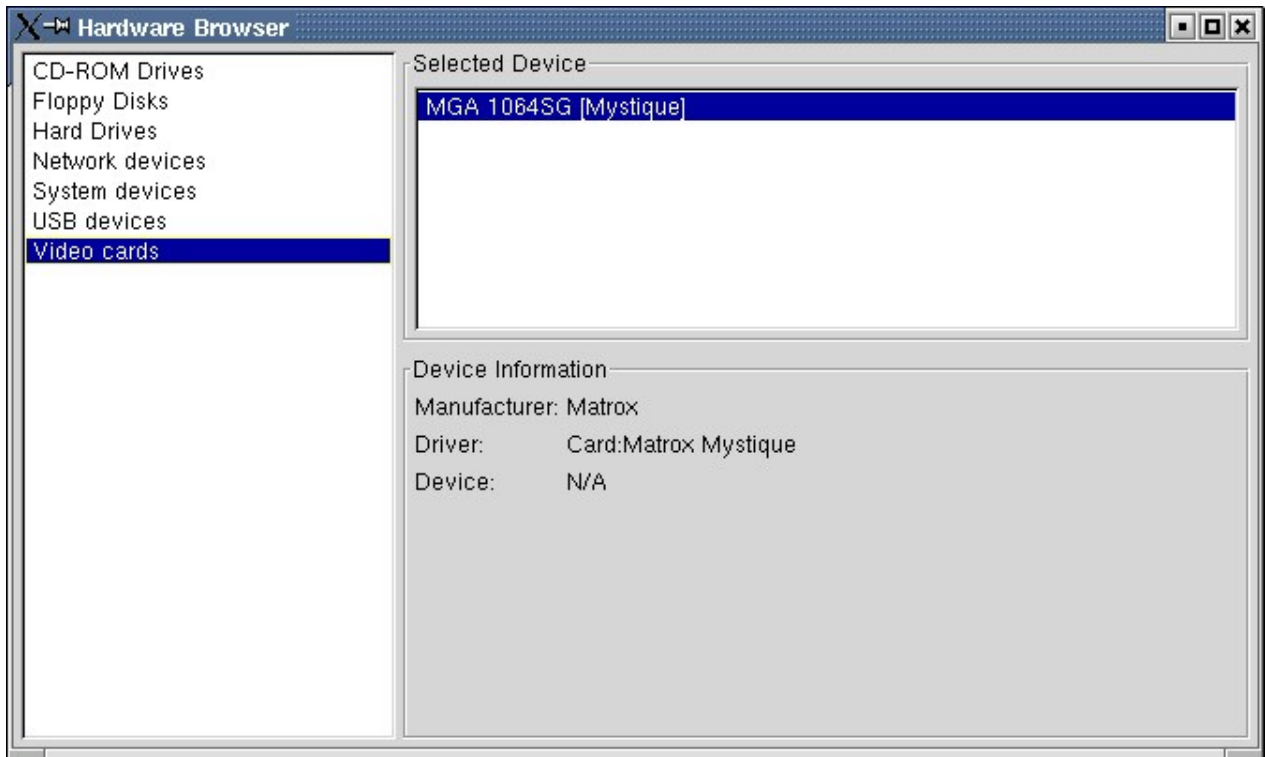 Hardware Browser
CD-ROM Drives
Floppy Disks
Hard Drives
Network devices
System devices
USB devices
Video cards
Selected Device
MGA 1064SG [Mystique]
Device Information
Manufacturer: Matrox
Driver: Card:Matrox Mystique
Device: N/A